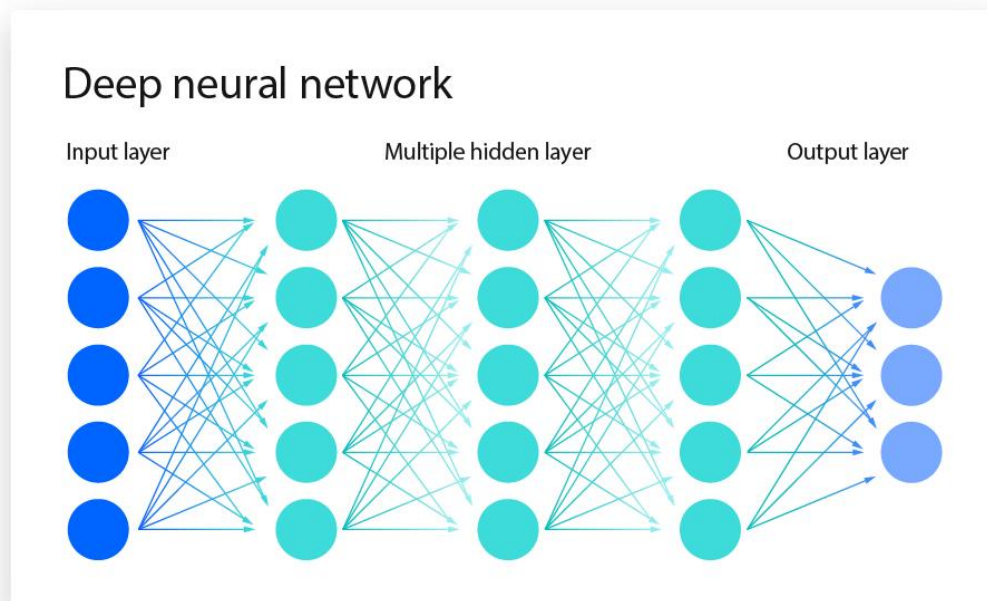 Deep neural network
Input layer
Multiple hidden layer
Output layer